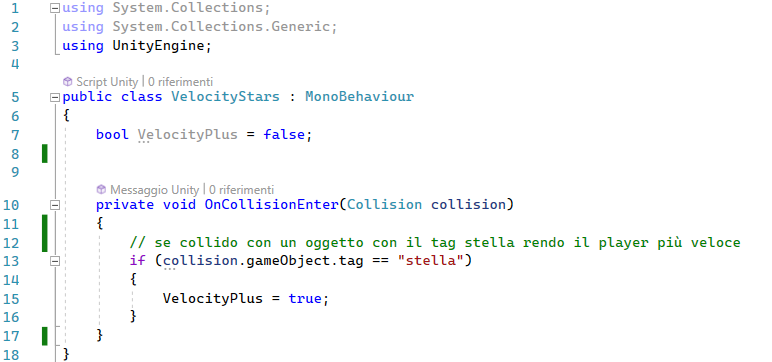 1 using System.Collections;
2 using System.Collections.Generic;
3 using UnityEngine;
4
Script Unity | 0 riferimenti
5 public class VelocityStars : MonoBehaviour
6 {
7 bool VelocityPlus = false;
8
9
Messaggio Unity | 0 riferimenti
10 private void OnCollisionEnter(Collision collision)
11 {
12 // se collido con un oggetto con il tag stella rendo il player più veloce
13 if (collision.gameObject.tag == "stella")
14 {
15 VelocityPlus = true;
16 }
17 }
18 }